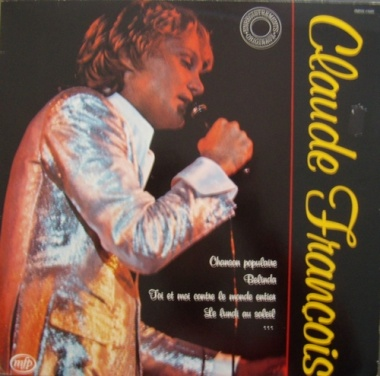 Claude François
Chanson populaire
Belinda
Toi et moi contre le monde entier
Le lundi au soleil
...
mfp